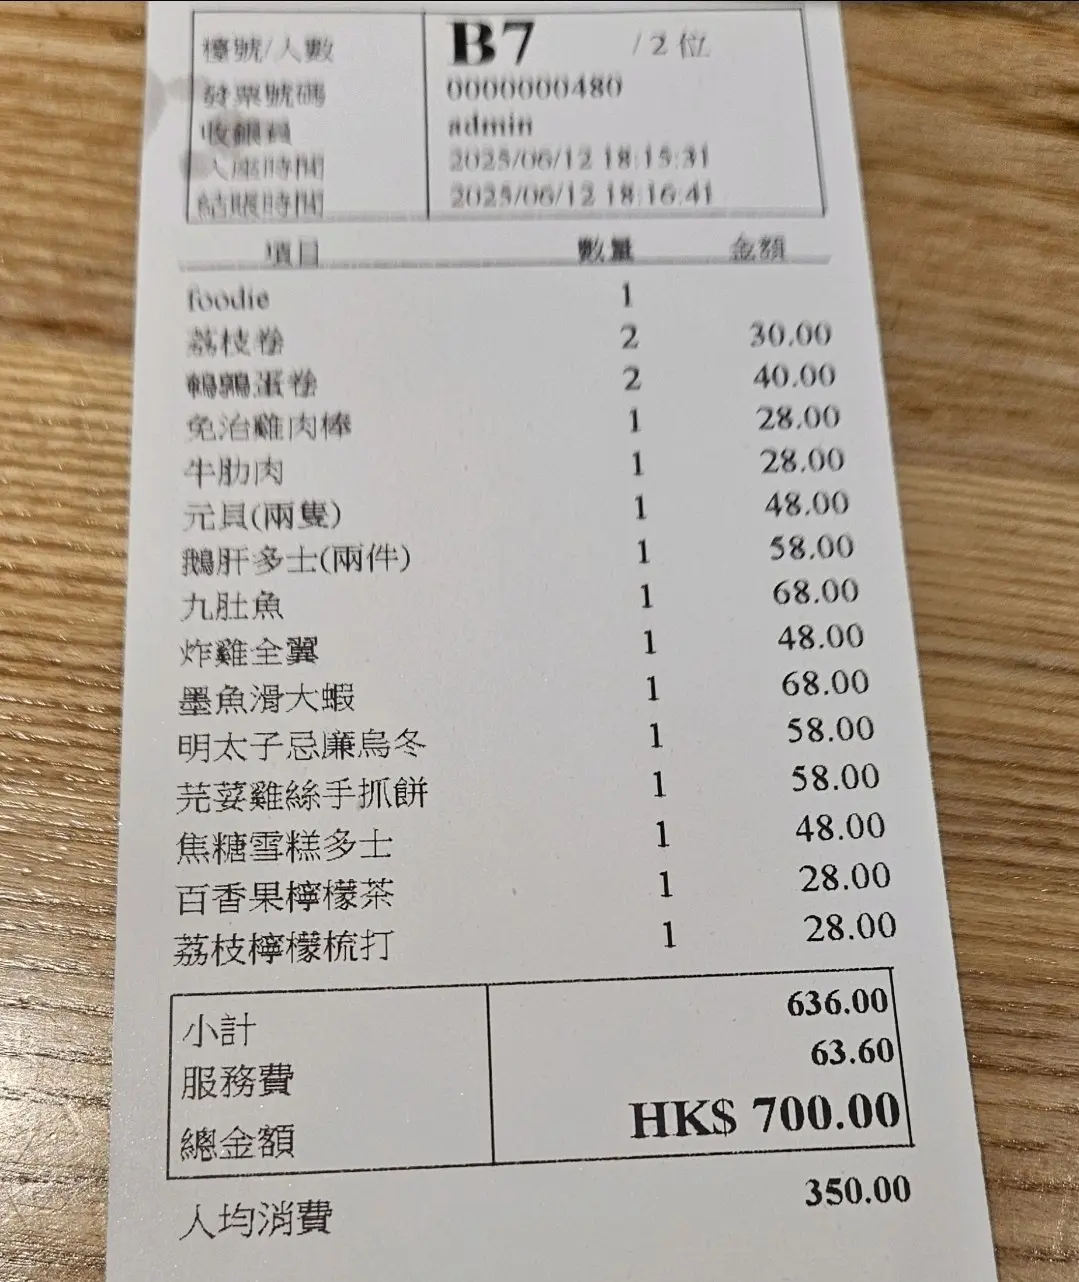 檯號/人數 B7 /2 位
發票號碼 0000000480
收銀員 admin
入座時間 2025/06/12 18:15:31
結賬時間 2025/06/12 18:16:41
項目 數量 金額
foodie 1
荔枝卷 2 30.00
鵪鶉蛋卷 2 40.00
免治雞肉棒 1 28.00
牛肋肉 1 28.00
元貝(兩隻) 1 48.00
鵝肝多士(兩件) 1 58.00
九肚魚 1 68.00
炸雞全翼 1 48.00
墨魚滑大蝦 1 68.00
明太子忌廉烏冬 1 58.00
芫荽雞絲手抓餅 1 58.00
焦糖雪糕多士 1 48.00
百香果檸檬茶 1 28.00
荔枝檸檬梳打 1 28.00
小計 636.00
服務費 63.60
總金額 HK$ 700.00
人均消費 350.00